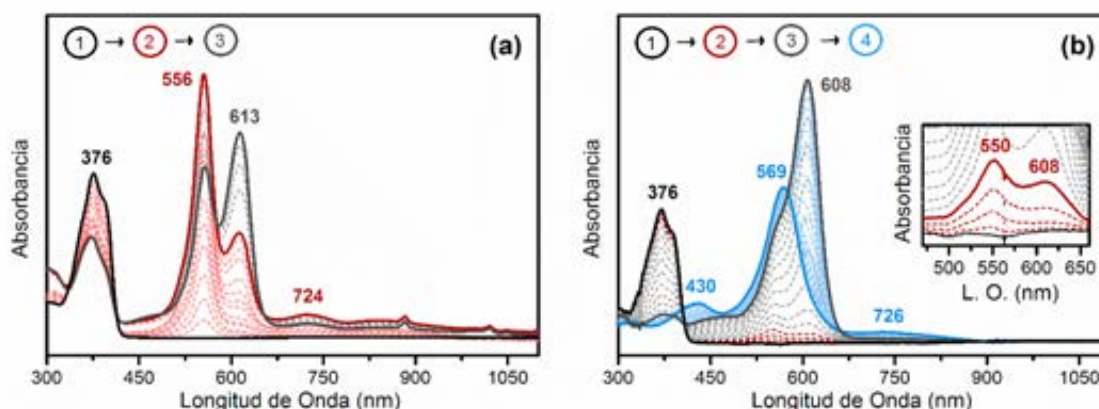 1 → 2 → 3
(a)
556
613
376
724
Absorbancia
300 450 600 750 900 1050
Longitud de Onda (nm)
1 → 2 → 3 → 4
(b)
608
569
376
430
726
Absorbancia
300 450 600 750 900 1050
Longitud de Onda (nm)
550
608
Absorbancia
500 550 600 650
L. O. (nm)